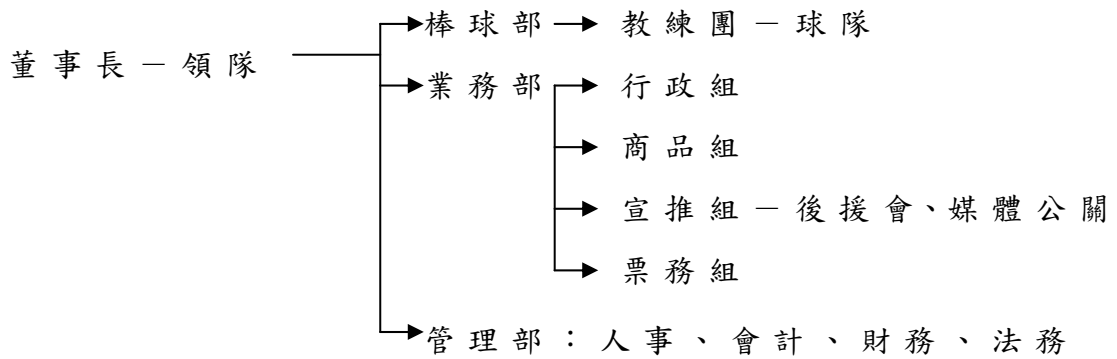 棒球部 教練團－球隊
董事長－領隊
業務部 行政組
商品組
宣推組－後援會、媒體公關
票務組
管理部：人事、會計、財務、法務